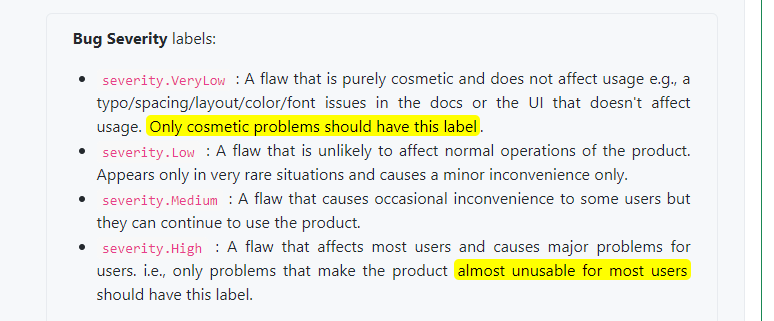 Bug Severity labels:
severity.VeryLow : A flaw that is purely cosmetic and does not affect usage e.g., a
typo/spacing/layout/color/font issues in the docs or the UI that doesn't affect
usage. Only cosmetic problems should have this label.
severity.Low : A flaw that is unlikely to affect normal operations of the product.
Appears only in very rare situations and causes a minor inconvenience only.
severity.Medium : A flaw that causes occasional inconvenience to some users but
they can continue to use the product.
severity.High : A flaw that affects most users and causes major problems for
users. i.e., only problems that make the product almost unusable for most users
should have this label.